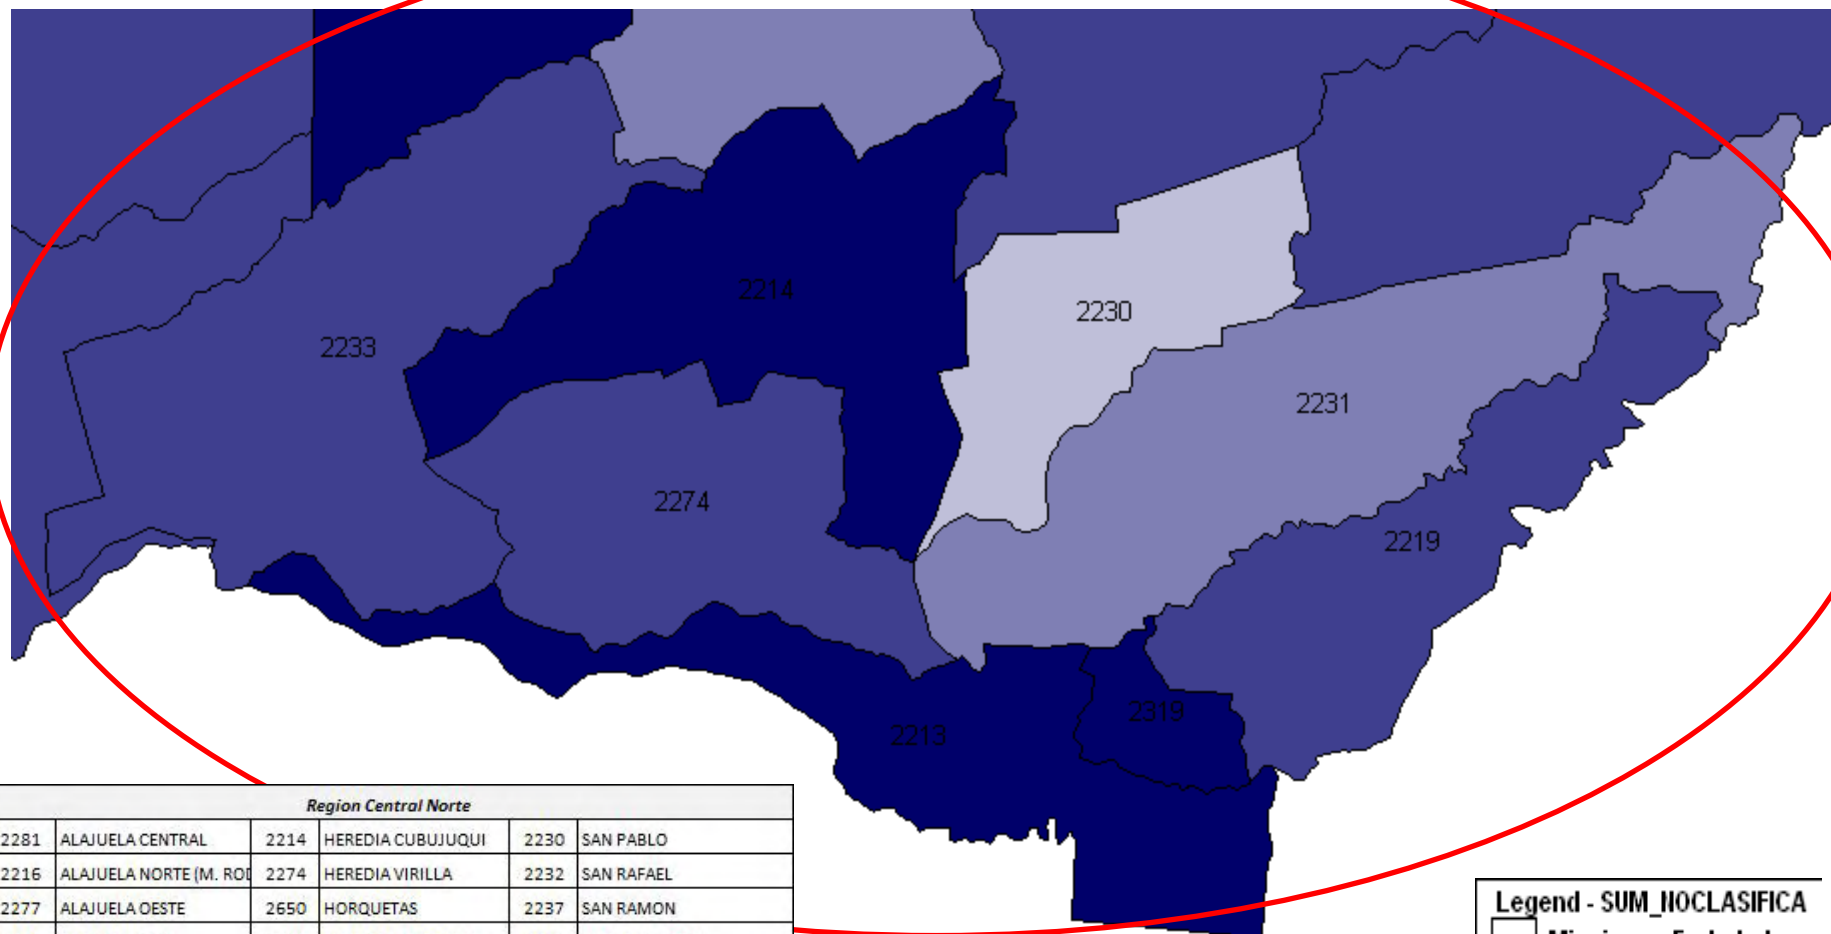 2214
2230
2233
2231
2274
2219
2319
2213
Region Central Norte
2281 ALAJUELA CENTRAL 2214 HEREDIA CUBUJUQUI 2230 SAN PABLO
2216 ALAJUELA NORTE (M. ROD 2274 HEREDIA VIRILLA 2232 SAN RAFAEL
2277 ALAJUELA OESTE 2650 HORQUETAS 2237 SAN RAMON
Legend - SUM_NOCLASIFICA